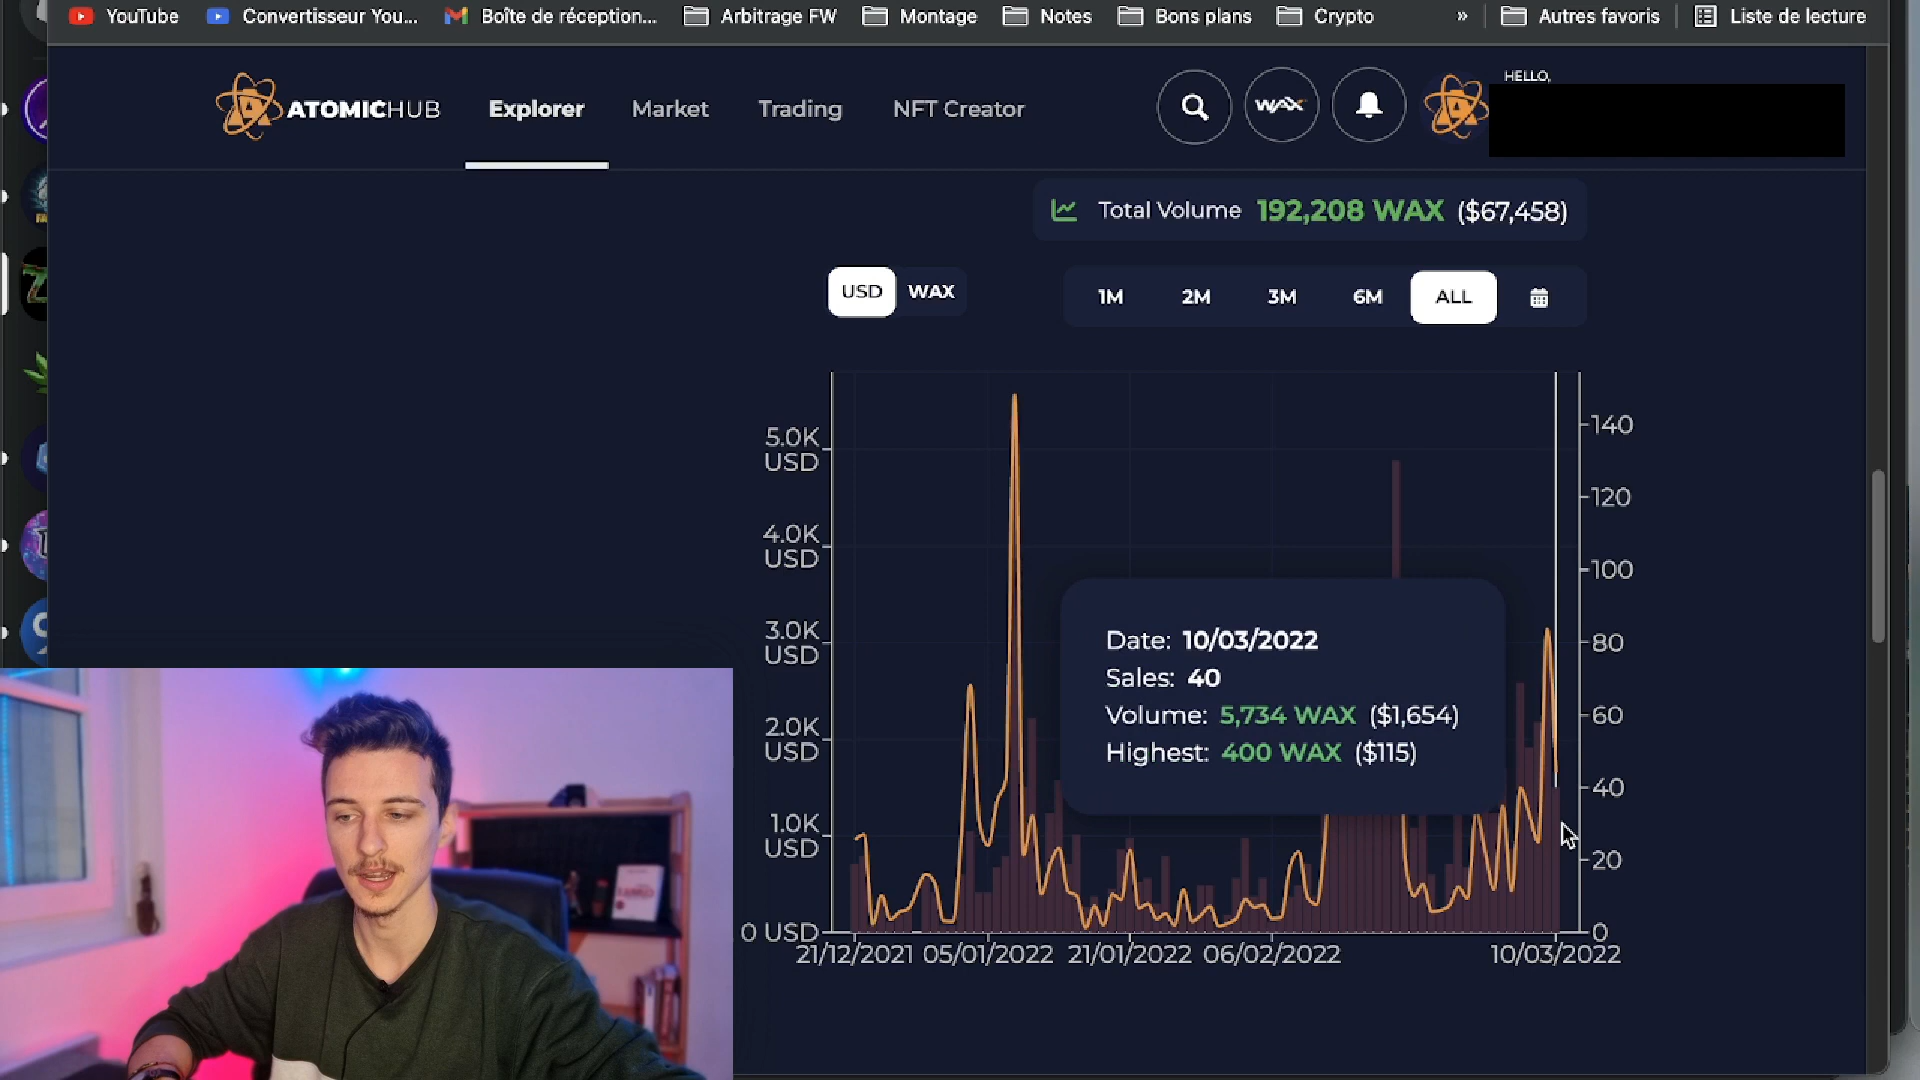 YouTube Convertisseur You... Boîte de réception... Arbitrage FW Montage Notes Bons plans Crypto » Autres favoris Liste de lecture
ATOMICHUB Explorer Market Trading NFT Creator WAX HELLO,
Total Volume 192,208 WAX ($67,458)
USD WAX 1M 2M 3M 6M ALL
5.0K USD
4.0K USD
3.0K USD
2.0K USD
1.0K USD
0 USD
140
120
100
80
60
40
20
0
Date: 10/03/2022
Sales: 40
Volume: 5,734 WAX ($1,654)
Highest: 400 WAX ($115)
21/12/2021 05/01/2022 21/01/2022 06/02/2022 10/03/2022